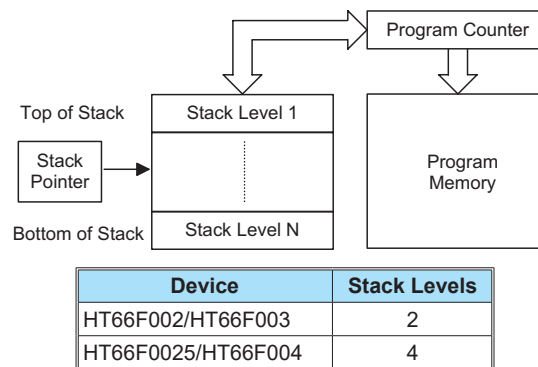 Program Counter
Top of Stack
Stack Level 1
Stack
Pointer
Program
Memory
Bottom of Stack
Stack Level N
Device Stack Levels
HT66F002/HT66F003 2
HT66F0025/HT66F004 4